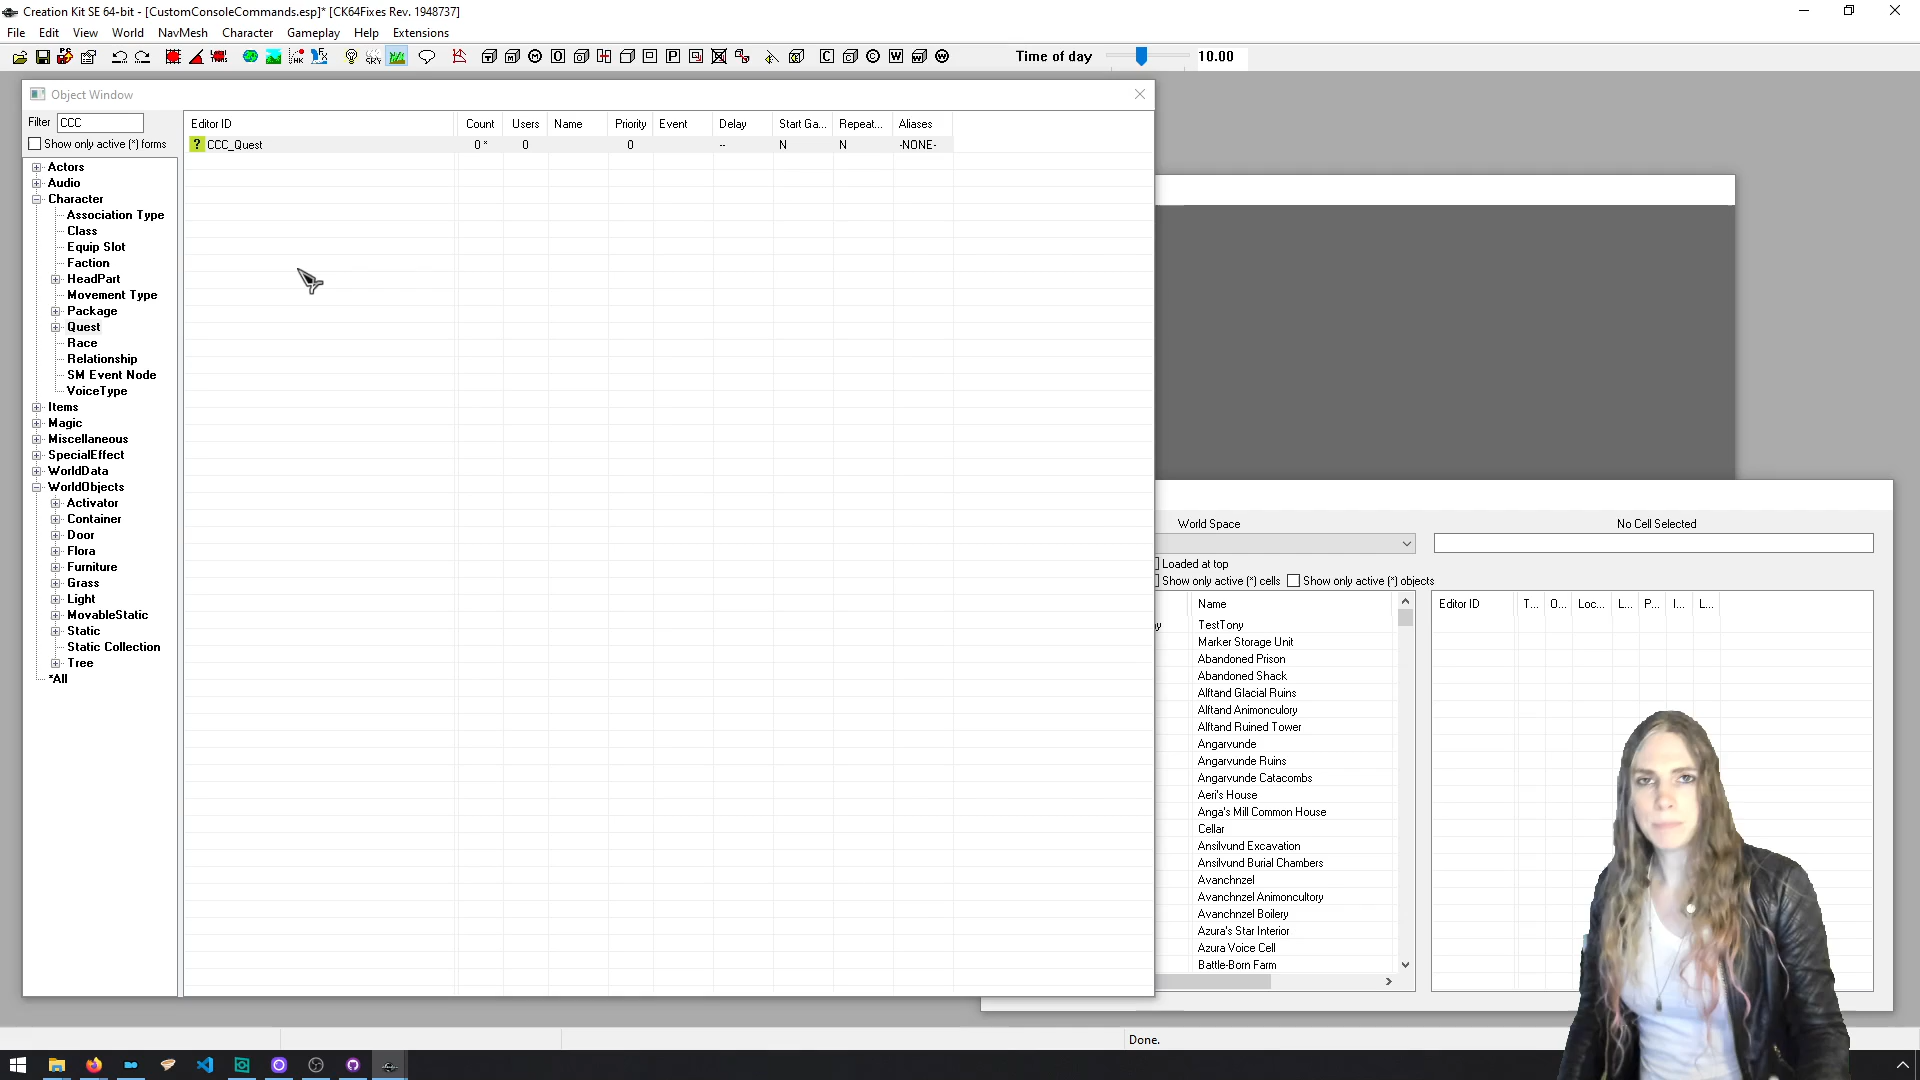 Creation Kit SE 64-bit - [CustomConsoleCommands.esp]* [CK64Fixes Rev. 1948737]
File Edit View World NavMesh Character Gameplay Help Extensions
Time of day 10.00
Object Window
Filter CCC
Show only active (*) forms
Editor ID Count Users Name Priority Event Delay Start Ga... Repeat... Aliases
CCC_Quest 0 * 0 0 -- N N -NONE-
Actors
Audio
Character
Association Type
Class
Equip Slot
Faction
HeadPart
Movement Type
Package
Quest
Race
Relationship
SM Event Node
VoiceType
Items
Magic
Miscellaneous
SpecialEffect
WorldData
WorldObjects
Activator
Container
Door
Flora
Furniture
Grass
Light
MovableStatic
Static
Static Collection
Tree
*All
World Space
No Cell Selected
Loaded at top
Show only active (*) cells Show only active (*) objects
Name
TestTony
Marker Storage Unit
Abandoned Prison
Abandoned Shack
Alftand Glacial Ruins
Alftand Animonculory
Alftand Ruined Tower
Angarvunde
Angarvunde Ruins
Angarvunde Catacombs
Aeri's House
Anga's Mill Common House
Cellar
Ansilvund Excavation
Ansilvund Burial Chambers
Avanchnzel
Avanchnzel Animoncultory
Avanchnzel Boilery
Azura's Star Interior
Azura Voice Cell
Battle-Born Farm
Editor ID T... O... Loc... L... P... I... L...
Done.